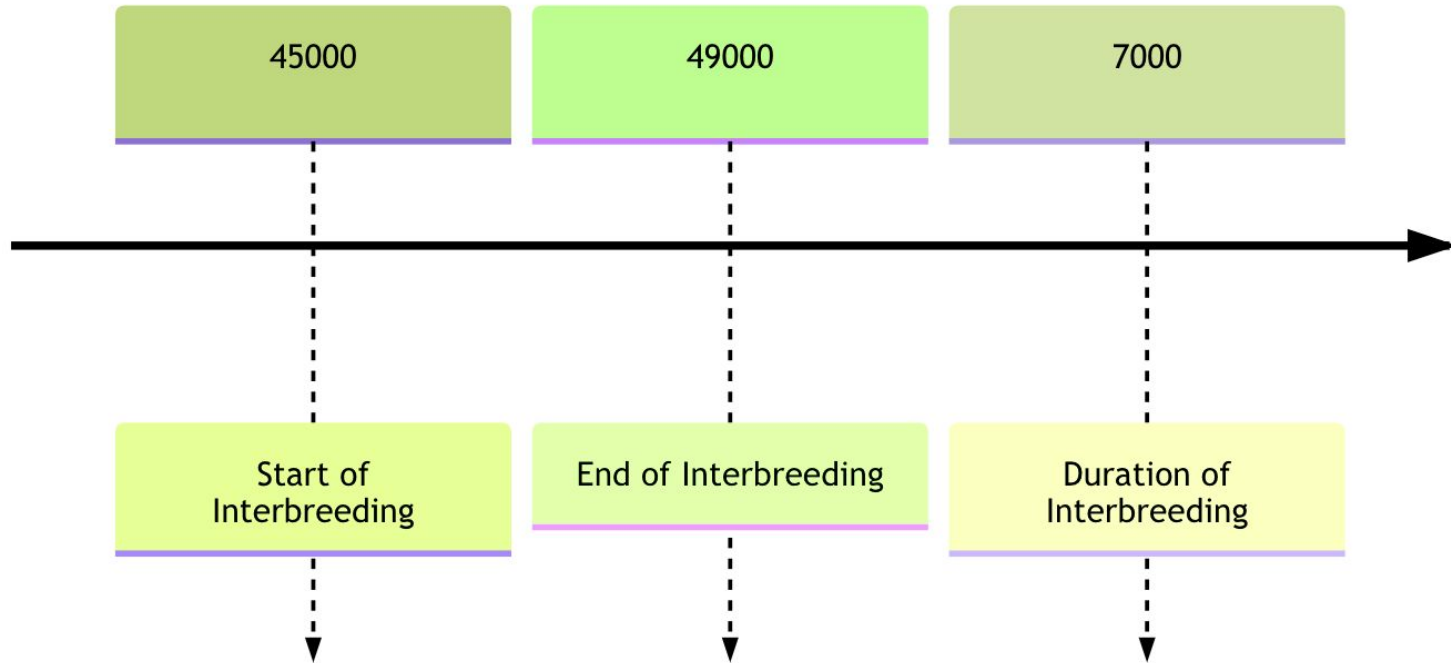 45000
49000
7000
Start of
Interbreeding
End of Interbreeding
Duration of
Interbreeding